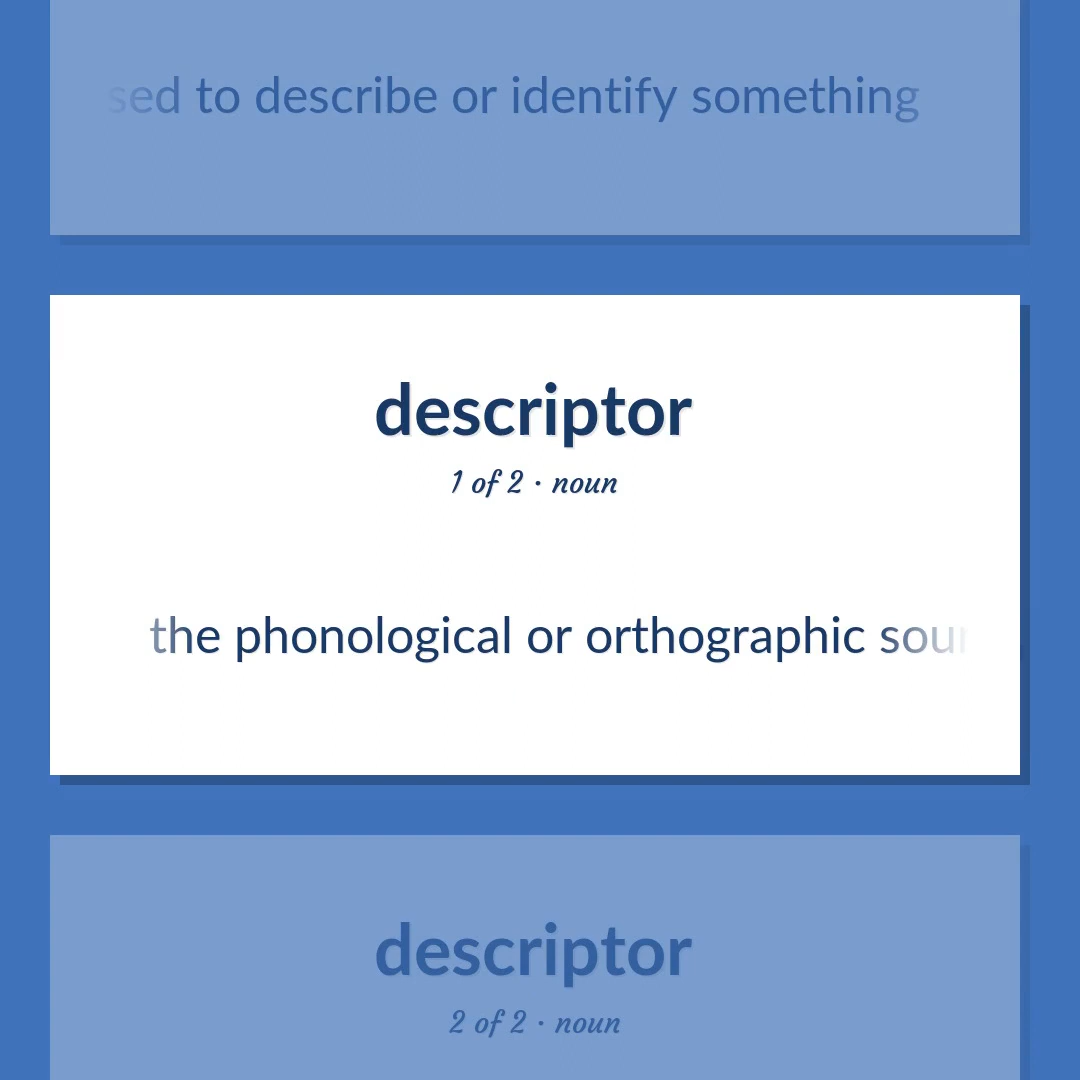 sed to describe or identify something
descriptor
1 of 2 · noun
the phonological or orthographic sou
descriptor
2 of 2 · noun